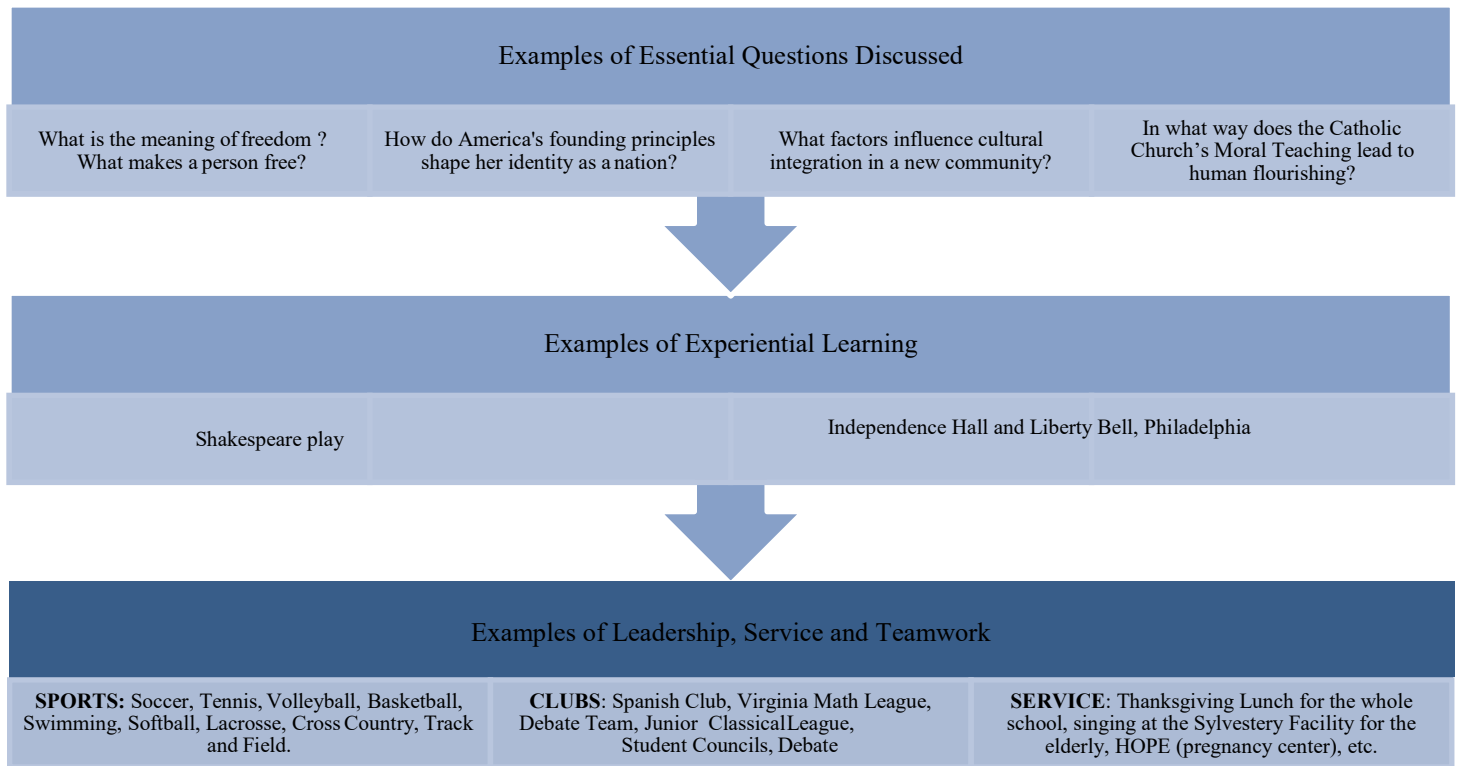 Examples of Essential Questions Discussed
What is the meaning of freedom ?
What makes a person free?
How do America's founding principles
shape her identity as a nation?
What factors influence cultural
integration in a new community?
In what way does the Catholic
Church’s Moral Teaching lead to
human flourishing?
Examples of Experiential Learning
Shakespeare play
Independence Hall and Liberty Bell, Philadelphia
Examples of Leadership, Service and Teamwork
SPORTS: Soccer, Tennis, Volleyball, Basketball,
Swimming, Softball, Lacrosse, Cross Country, Track
and Field.
CLUBS: Spanish Club, Virginia Math League,
Debate Team, Junior ClassicalLeague,
Student Councils, Debate
SERVICE: Thanksgiving Lunch for the whole
school, singing at the Sylvestery Facility for the
elderly, HOPE (pregnancy center), etc.